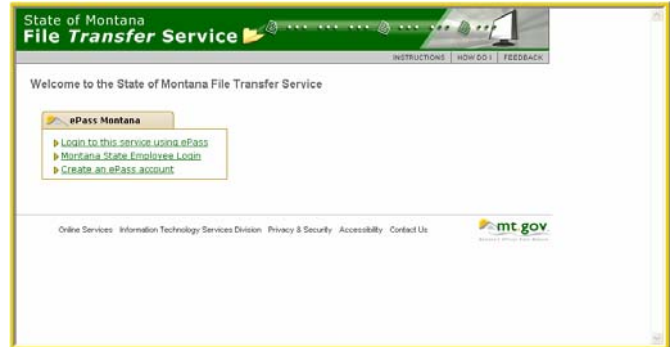 State of Montana
File Transfer Service
INSTRUCTIONS HOW DO I FEEDBACK
Welcome to the State of Montana File Transfer Service
ePass Montana
Login to this service using ePass
Montana State Employee Login
Create an ePass account
Online Services Information Technology Services Division Privacy & Security Accessibility Contact Us
mt.gov